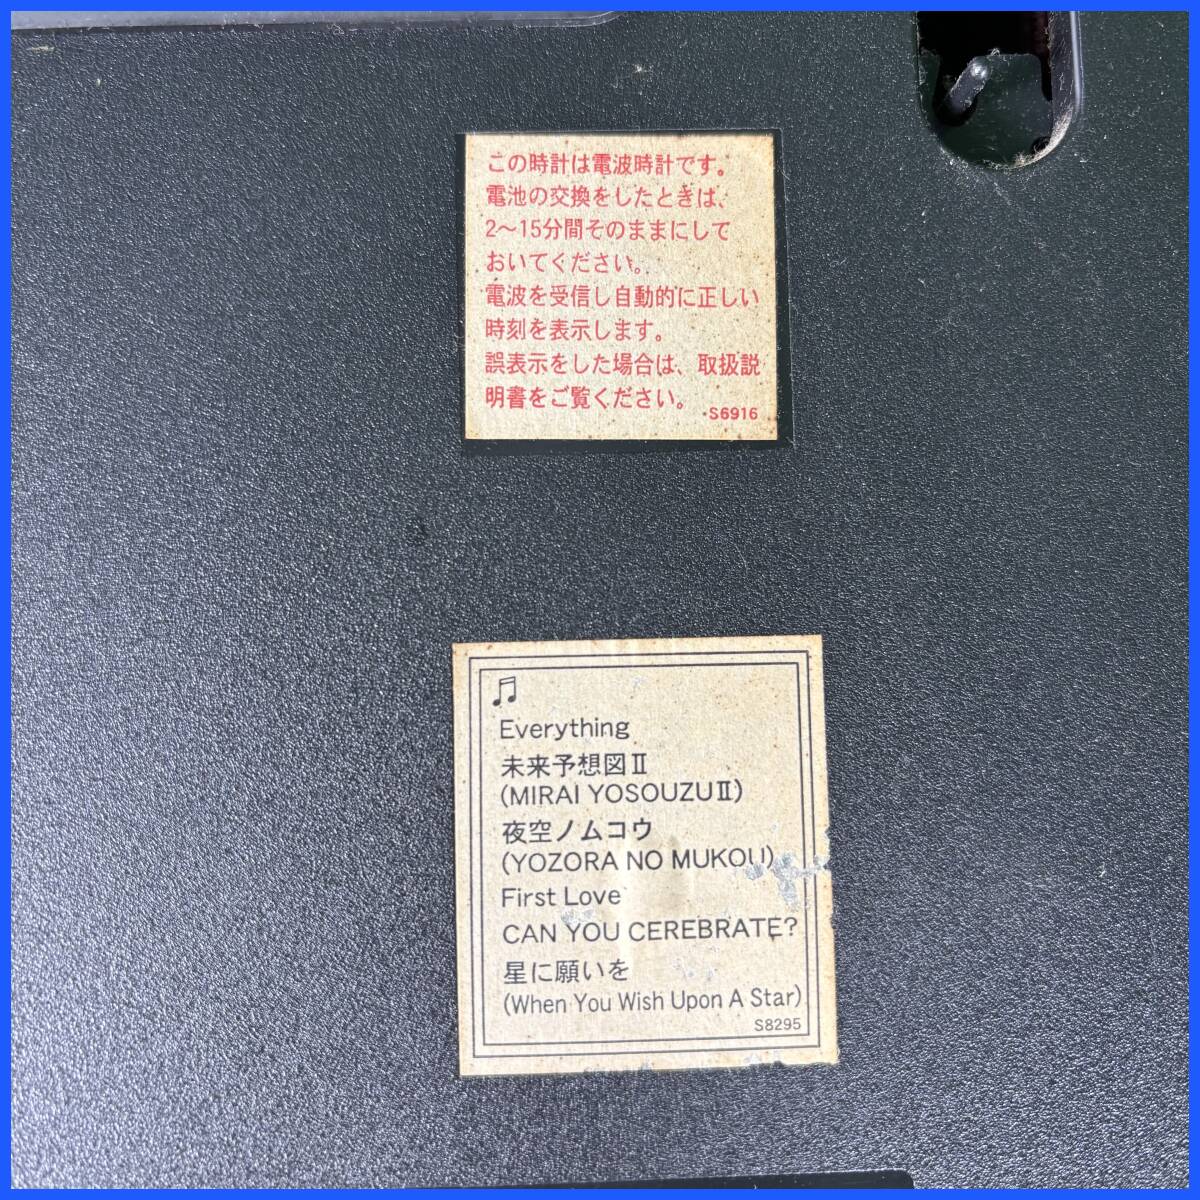 この時計は電波時計です。
電池の交換をしたときは、
2〜15分間そのままにして
おいてください。
電波を受信し自動的に正しい
時刻を表示します。
誤表示をした場合は、取扱説
明書をご覧ください。
・S6916
Everything
未来予想図Ⅱ
(MIRAI YOSOUZUⅡ)
夜空ノムコウ
(YOZORA NO MUKOU)
First Love
CAN YOU CEREBRATE?
星に願いを
(When You Wish Upon A Star)
S8295